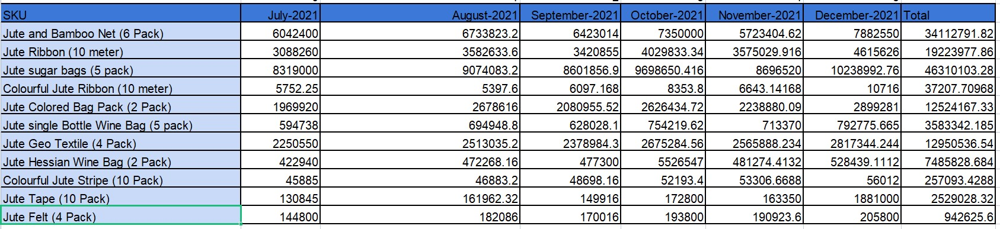 SKU July-2021 August-2021 September-2021 October-2021 November-2021 December-2021 Total
Jute and Bamboo Net (6 Pack) 6042400 6733823.2 6423014 7350000 5723404.62 7882550 34112791.82
Jute Ribbon (10 meter) 3088260 3582633.6 3420855 4029833.34 3575029.916 4615626 19223977.86
Jute sugar bags (5 pack) 8319000 9074083.2 8601856.9 9698650.416 8696520 10238992.76 46310103.28
Colourful Jute Ribbon (10 meter) 5752.25 5397.6 6097.168 8353.8 6643.14168 10716 37207.70968
Jute Colored Bag Pack (2 Pack) 1969920 2678616 2080955.52 2626434.72 2238880.09 2899281 12524167.33
Jute single Bottle Wine Bag (5 pack) 594738 694948.8 628028.1 754219.62 713370 792775.665 3583342.185
Jute Geo Textile (4 Pack) 2250550 2513035.2 2378984.3 2675284.56 2565888.234 2817344.244 12950536.54
Jute Hessian Wine Bag (2 Pack) 422940 472268.16 477300 5526547 481274.4132 528439.1112 7485828.684
Colourful Jute Stripe (10 Pack) 45885 46883.2 48698.16 52193.4 53306.6688 56012 257093.4288
Jute Tape (10 Pack) 130845 161962.32 149916 172800 163350 1881000 2529028.32
Jute Felt (4 Pack) 144800 182086 170016 193800 190923.6 205800 942625.6